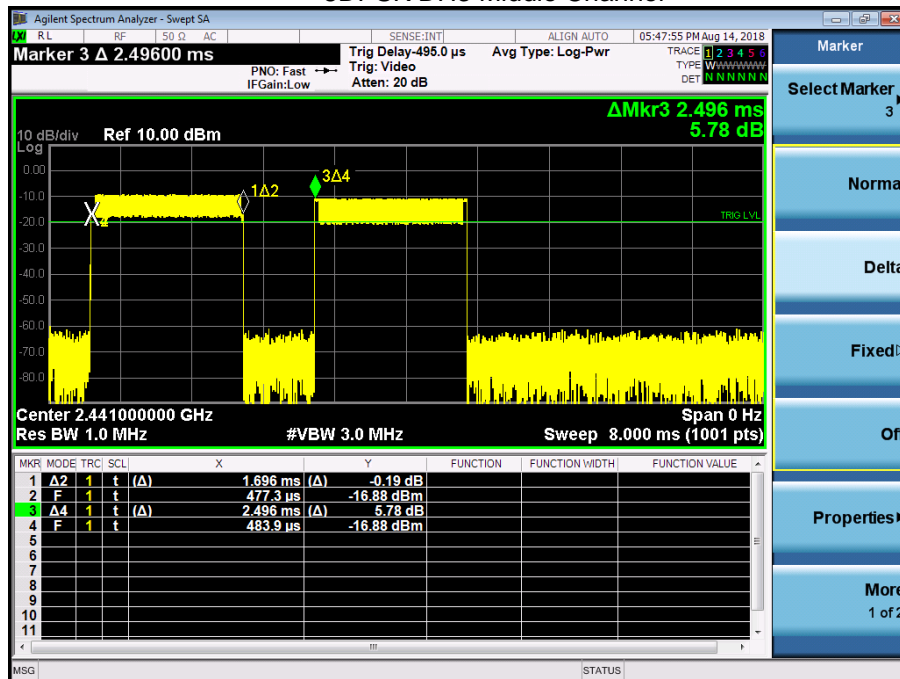 Agilent Spectrum Analyzer - Swept SA
RL RF 50 Ω AC SENSE:INT ALIGN AUTO 05:47:55 PM Aug 14, 2018
Marker 3 Δ 2.49600 ms
PNO: Fast
IFGain:Low
Trig Delay-495.0 µs
Trig: Video
Atten: 20 dB
Avg Type: Log-Pwr
TRACE 1 2 3 4 5 6
TYPE WWWWWW
DET N N N N N N
ΔMkr3 2.496 ms
5.78 dB
10 dB/div Ref 10.00 dBm
Log
0.00
-10.0
-20.0
-30.0
-40.0
-50.0
-60.0
-70.0
-80.0
1Δ2
3Δ4
TRIG LVL
Center 2.441000000 GHz Span 0 Hz
Res BW 1.0 MHz #VBW 3.0 MHz Sweep 8.000 ms (1001 pts)
MKR MODE TRC SCL X Y FUNCTION FUNCTION WIDTH FUNCTION VALUE
1 Δ2 1 t (Δ) 1.696 ms (Δ) -0.19 dB
2 F 1 t 477.3 µs -16.88 dBm
3 Δ4 1 t (Δ) 2.496 ms (Δ) 5.78 dB
4 F 1 t 483.9 µs -16.88 dBm
5
6
7
8
9
10
11
MSG STATUS
Marker
Select Marker
3
Norma
Delta
Fixed
Of
Properties
More
1 of 2